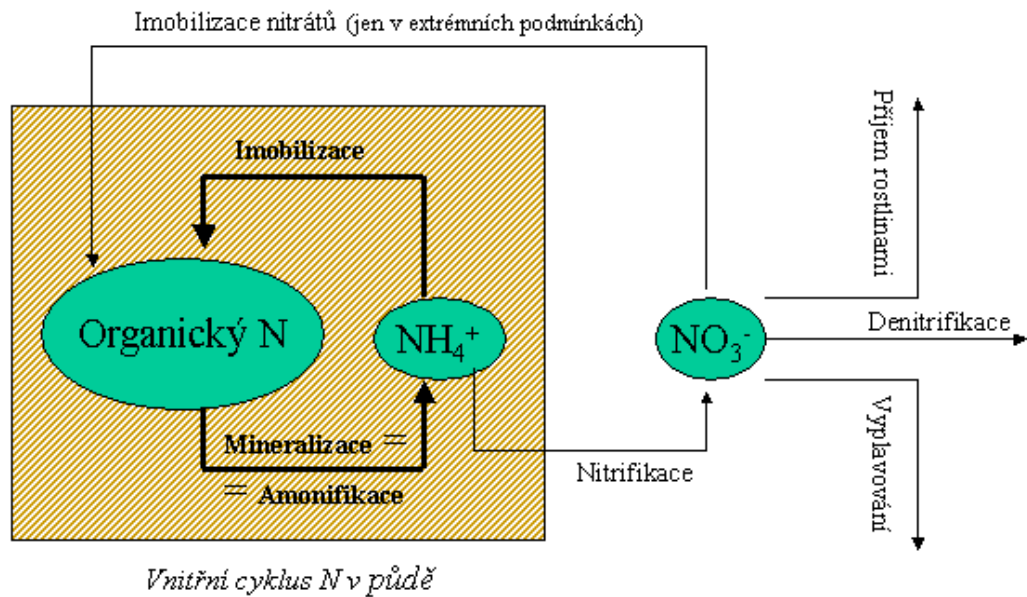 Imobilizace nitrátů (jen v extrémních podmínkách)
Imobilizace
Příjem rostlinami
Organický N
NH₄⁺
NO₃⁻
Denitrifikace
Mineralizace =
= Amonifikace
Nitrifikace
Vyplavování
Vnitřní cyklus N v půdě